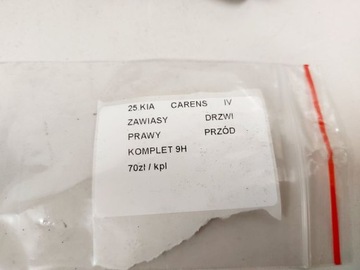 25.KIA CARENS IV
ZAWIASY DRZWI
PRAWY PRZÓD
KOMPLET 9H
70zł / kpl